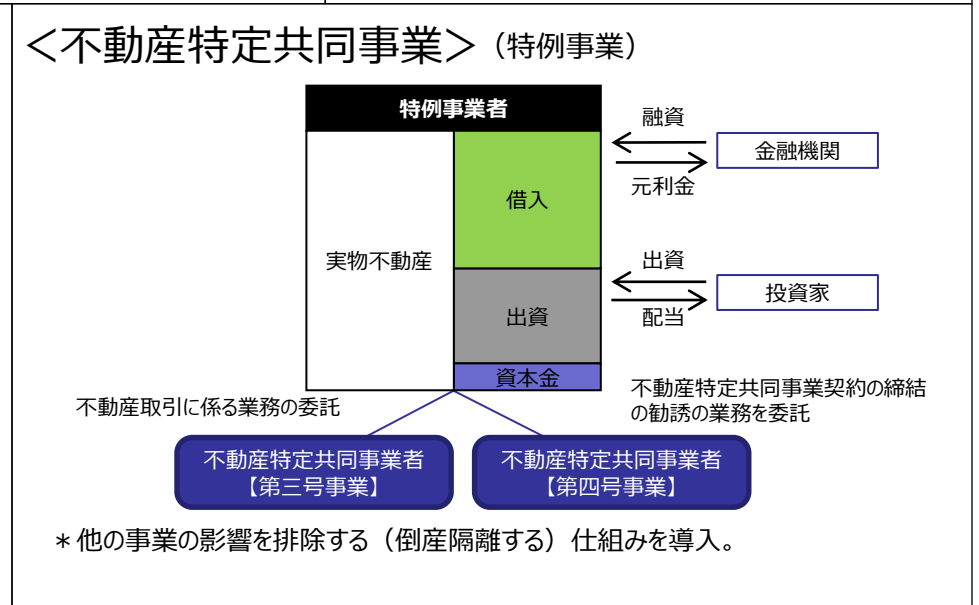 ＜不動産特定共同事業＞（特例事業）
特例事業者
実物不動産
借入
出資
資本金
融資
元利金
金融機関
出資
配当
投資家
不動産取引に係る業務の委託
不動産特定共同事業契約の締結
の勧誘の業務を委託
不動産特定共同事業者
【第三号事業】
不動産特定共同事業者
【第四号事業】
＊他の事業の影響を排除する（倒産隔離する）仕組みを導入。